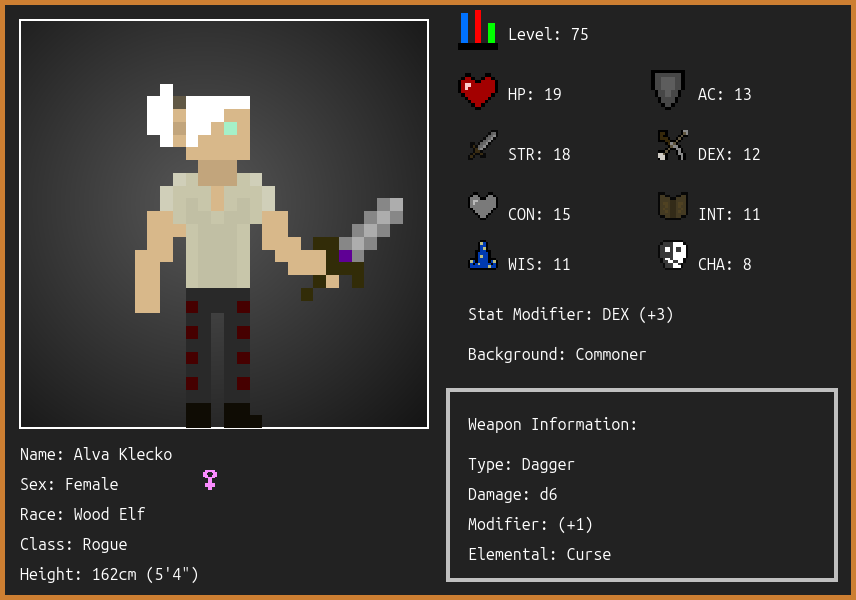 Level: 75
HP: 19
AC: 13
STR: 18
DEX: 12
CON: 15
INT: 11
WIS: 11
CHA: 8
Stat Modifier: DEX (+3)
Background: Commoner
Weapon Information:
Type: Dagger
Damage: d6
Modifier: (+1)
Elemental: Curse
Name: Alva Klecko
Sex: Female
Race: Wood Elf
Class: Rogue
Height: 162cm (5'4")